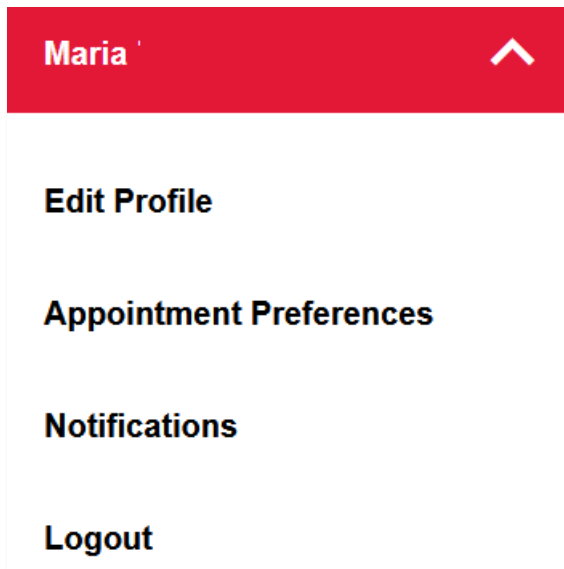 Maria
Edit Profile
Appointment Preferences
Notifications
Logout